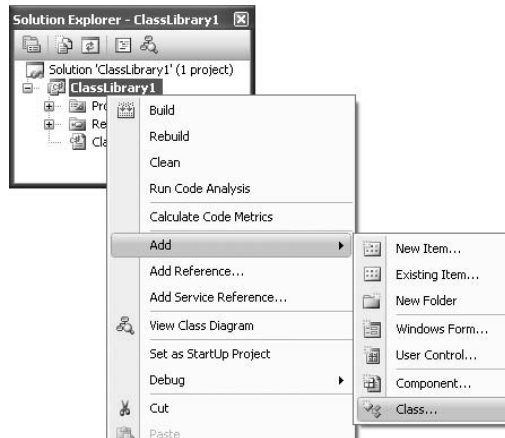 Solution Explorer - ClassLibrary1
Solution 'ClassLibrary1' (1 project)
ClassLibrary1
Build
Rebuild
Clean
Run Code Analysis
Calculate Code Metrics
Add
Add Reference...
Add Service Reference...
View Class Diagram
Set as StartUp Project
Debug
Cut
Paste
New Item...
Existing Item...
New Folder
Windows Form...
User Control...
Component...
Class...